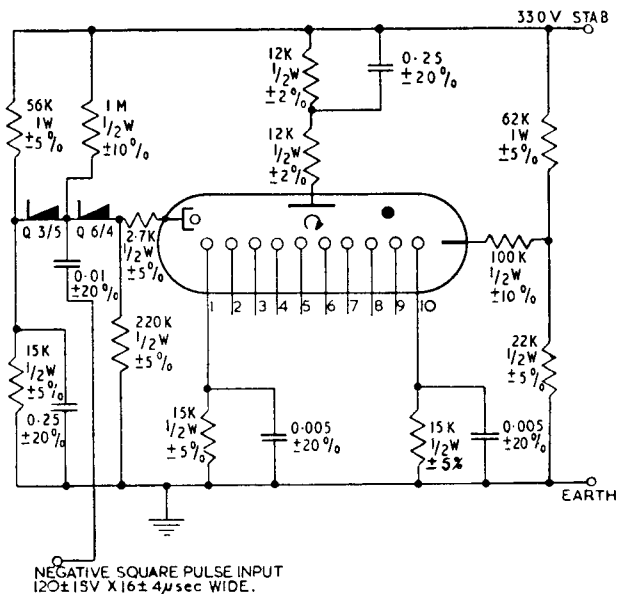 330V STAB
12K
1/2W
±2%
0·25
±20%
56K
1W
±5%
1M
1/2W
±10%
12K
1/2W
±2%
62K
1W
±5%
Q 3/5
Q 6/4
2·7K
1/2W
±5%
0·01
±20%
100K
1/2W
±10%
1 2 3 4 5 6 7 8 9 10
220K
1/2W
±5%
22K
1/2W
±5%
15K
1/2W
±5%
0·25
±20%
15K
1/2W
±5%
0·005
±20%
15K
1/2W
±5%
0·005
±20%
EARTH
NEGATIVE SQUARE PULSE INPUT
120±15V X 16±4μsec WIDE.